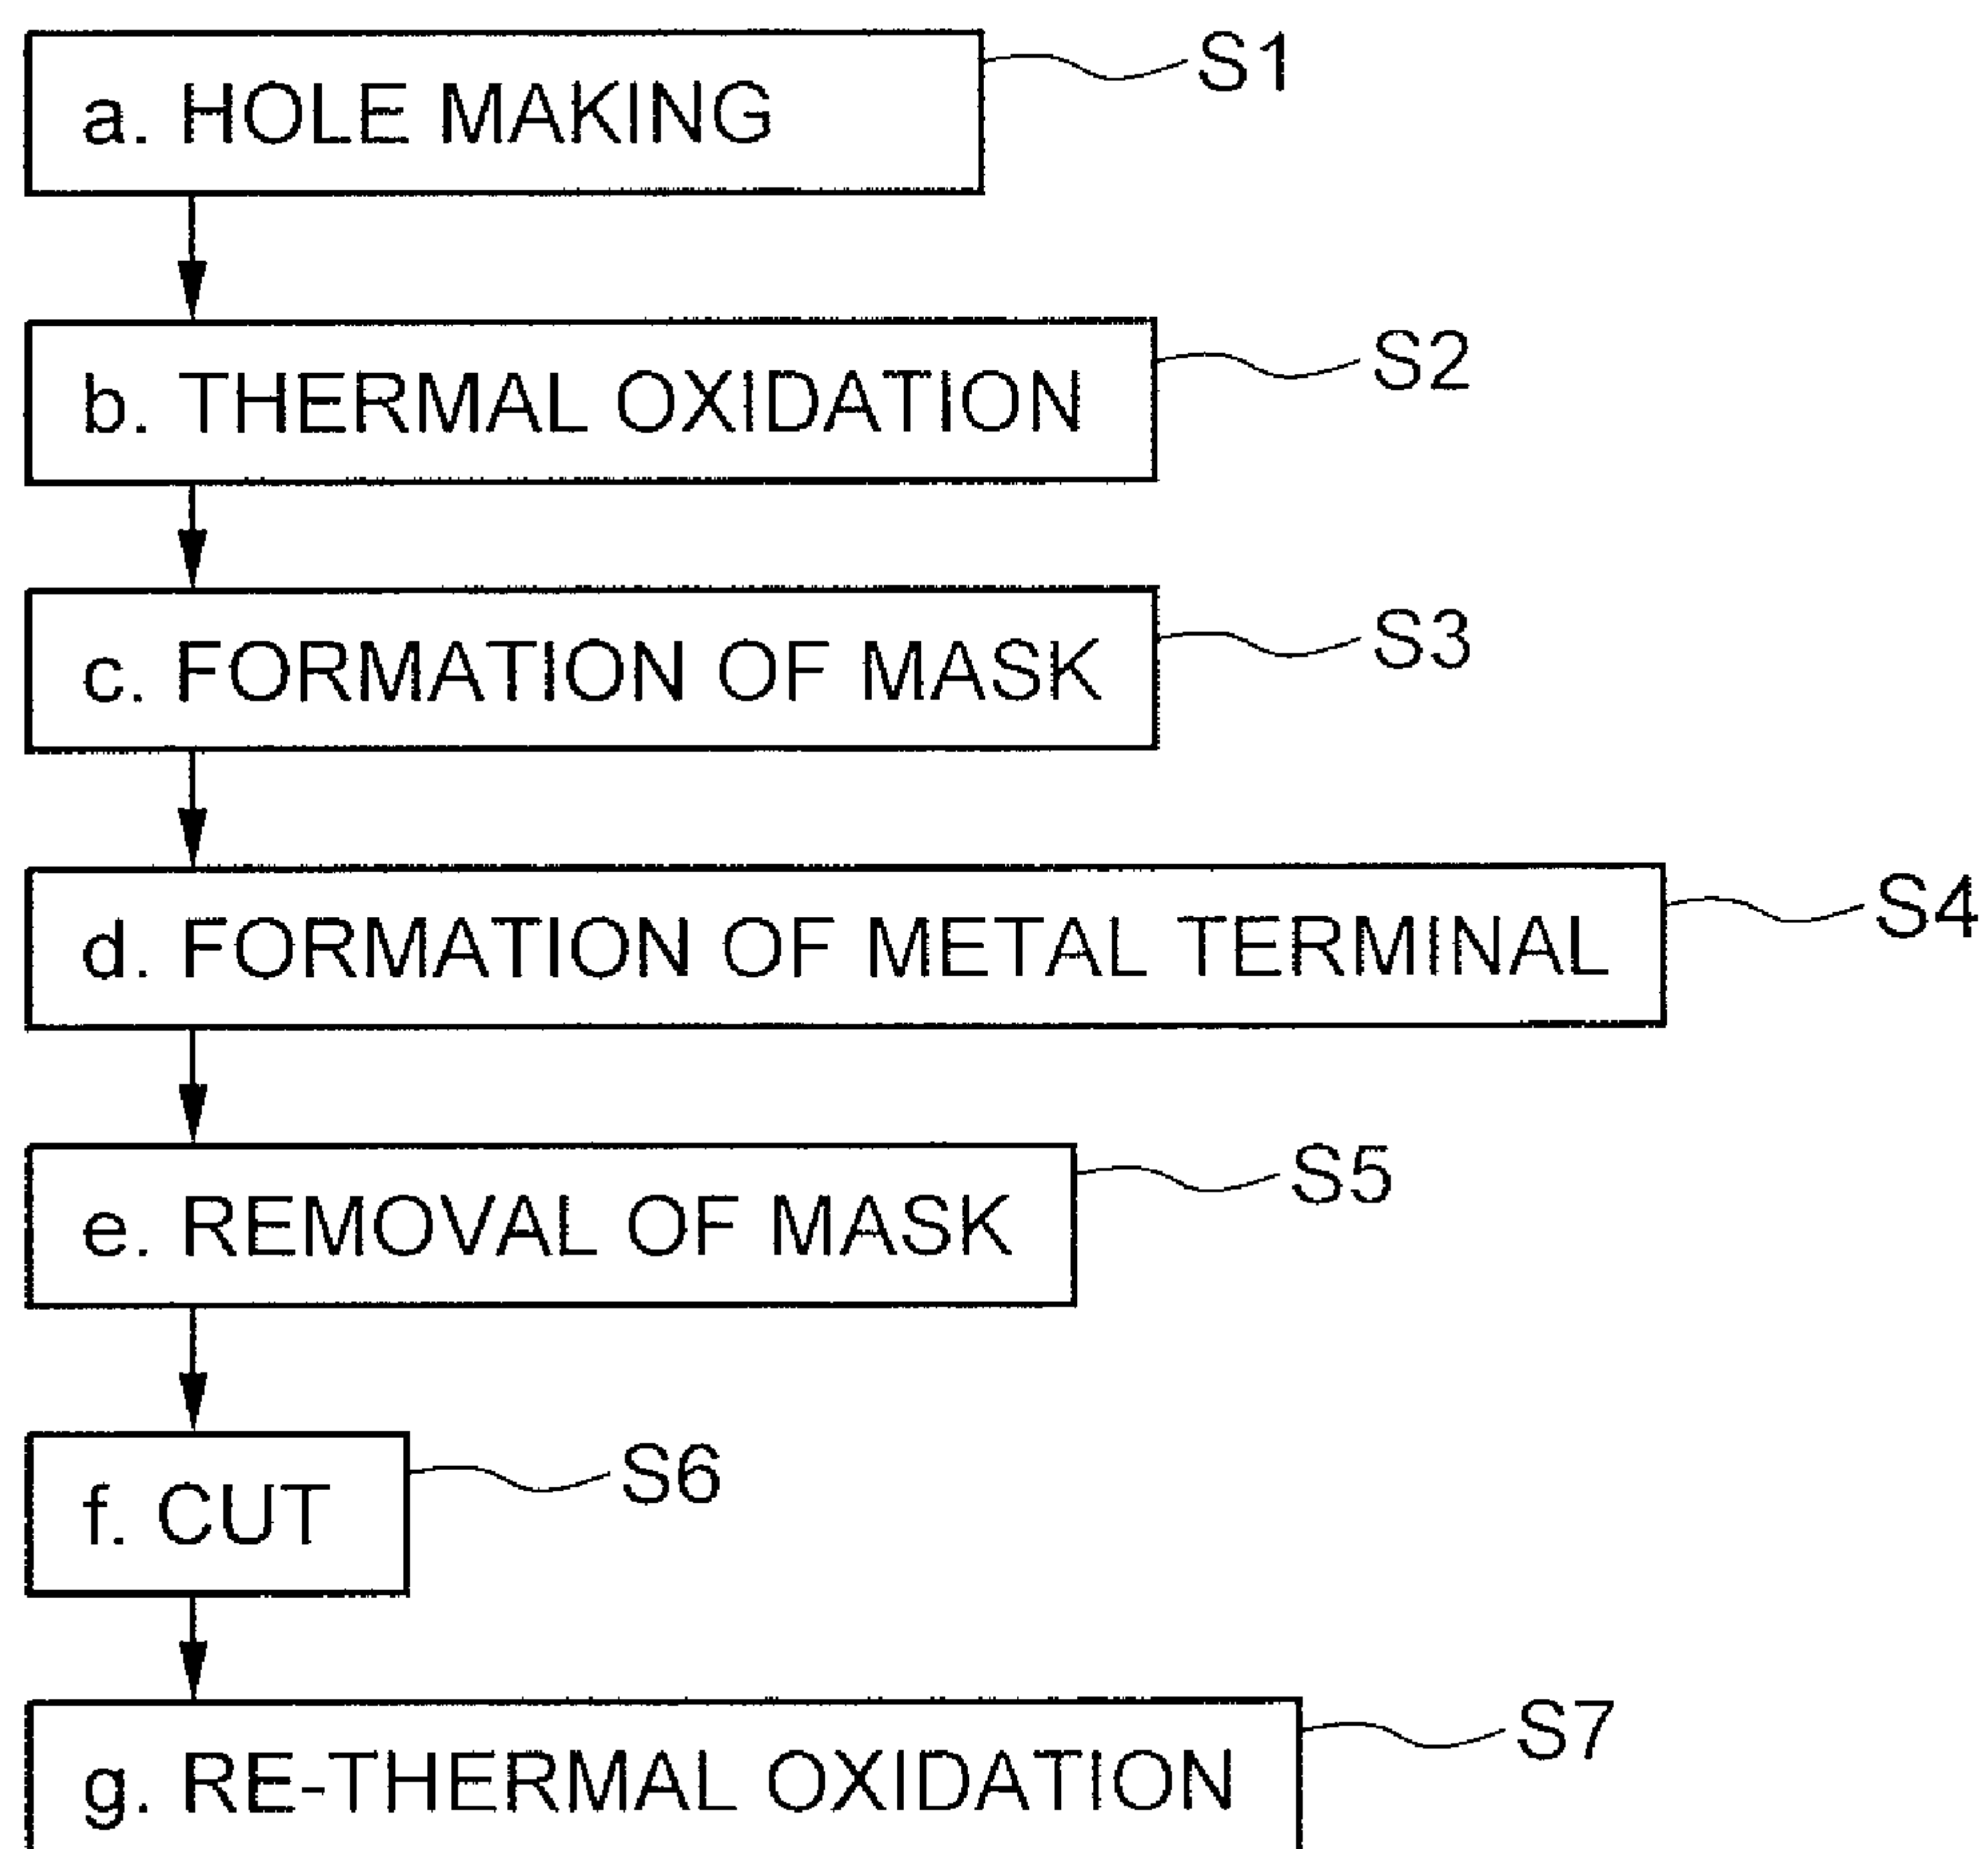 a. HOLE MAKING
S1
b. THERMAL OXIDATION
S2
c. FORMATION OF MASK
S3
d. FORMATION OF METAL TERMINAL
S4
e. REMOVAL OF MASK
S5
f. CUT
S6
g. RE-THERMAL OXIDATION
S7